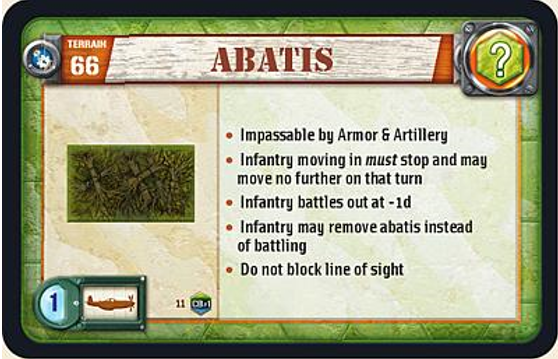 TERRAIN
66
ABATIS
?
• Impassable by Armor & Artillery
• Infantry moving in must stop and may
move no further on that turn
• Infantry battles out at -1d
• Infantry may remove abatis instead
of battling
• Do not block line of sight
1
11